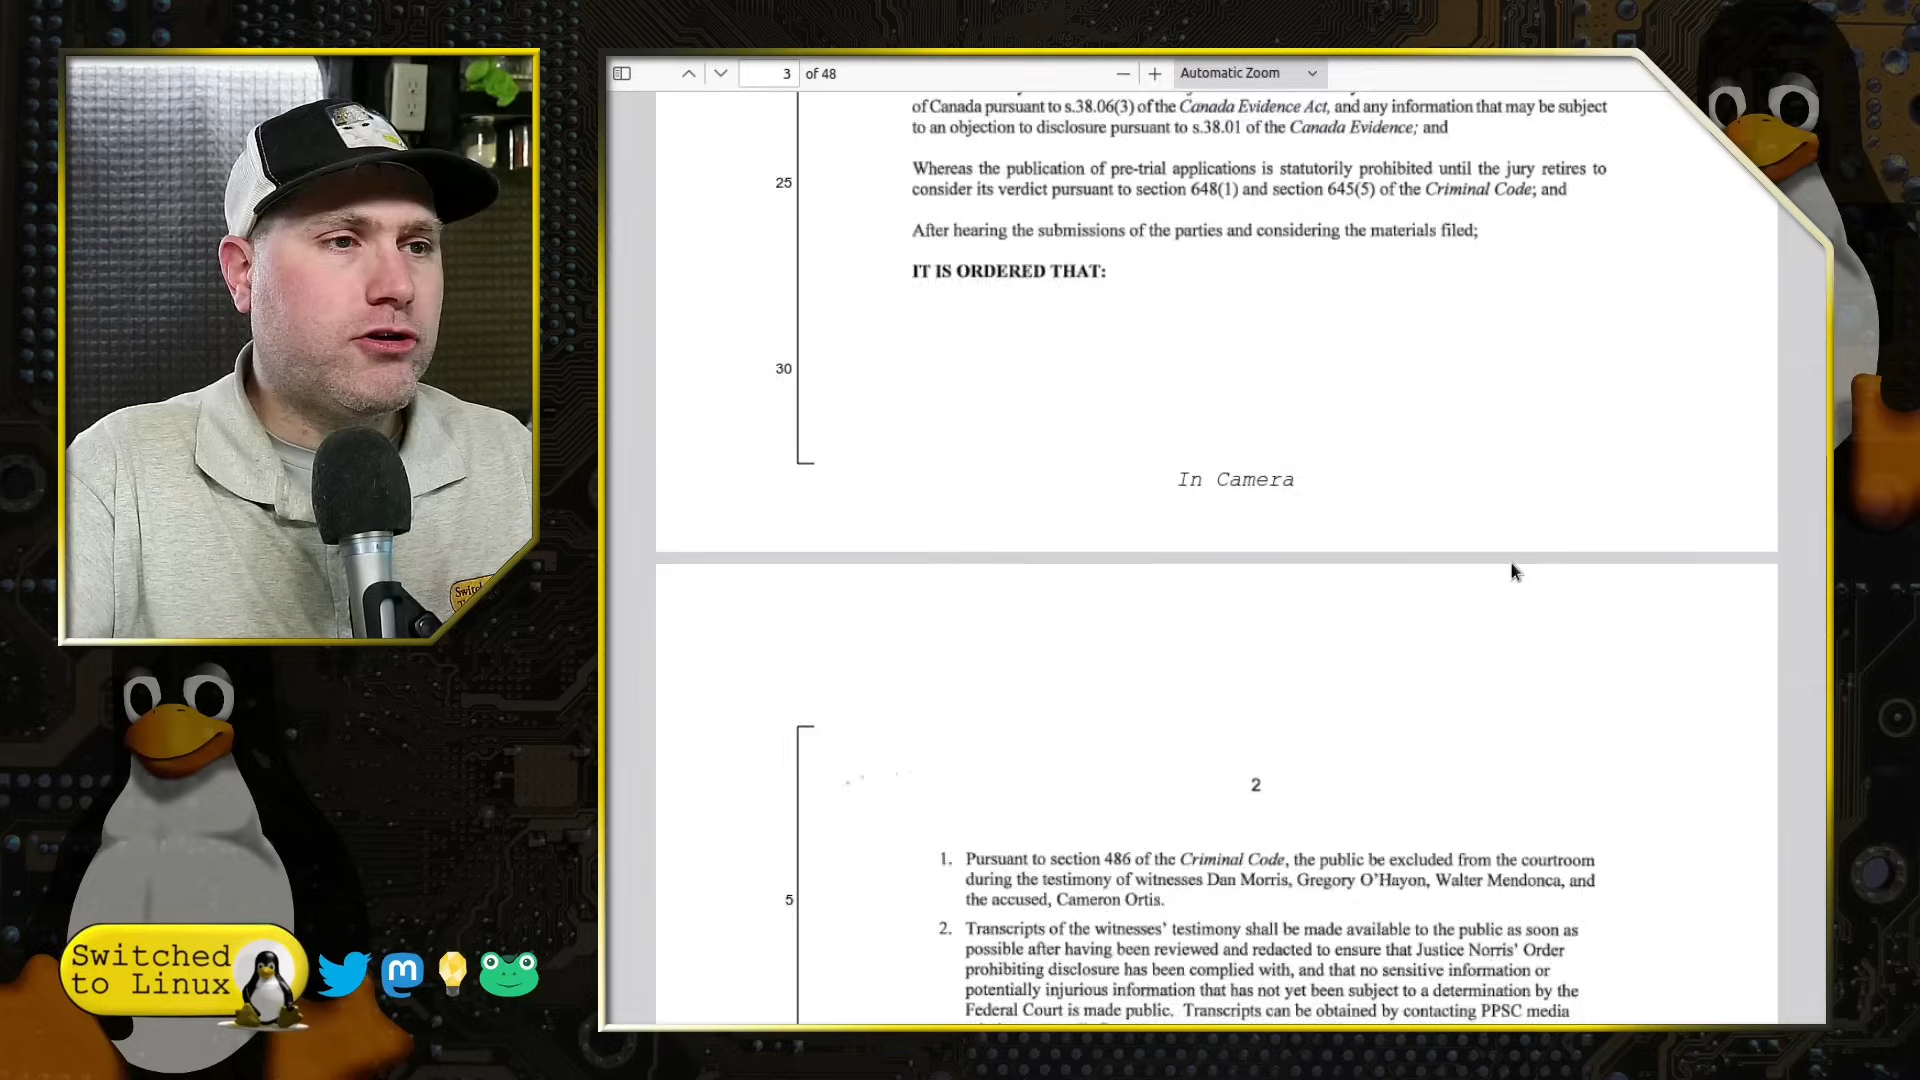 3 of 48
Automatic Zoom
of Canada pursuant to s.38.06(3) of the Canada Evidence Act, and any information that may be subject
to an objection to disclosure pursuant to s.38.01 of the Canada Evidence; and
Whereas the publication of pre-trial applications is statutorily prohibited until the jury retires to
25
consider its verdict pursuant to section 648(1) and section 645(5) of the Criminal Code; and
After hearing the submissions of the parties and considering the materials filed;
IT IS ORDERED THAT:
30
In Camera
2
1. Pursuant to section 486 of the Criminal Code, the public be excluded from the courtroom
during the testimony of witnesses Dan Morris, Gregory O'Hayon, Walter Mendonca, and
5
the accused, Cameron Ortis.
2. Transcripts of the witnesses' testimony shall be made available to the public as soon as
possible after having been reviewed and redacted to ensure that Justice Norris' Order
prohibiting disclosure has been complied with, and that no sensitive information or
potentially injurious information that has not yet been subject to a determination by the
Federal Court is made public. Transcripts can be obtained by contacting PPSC media
Switched
to Linux